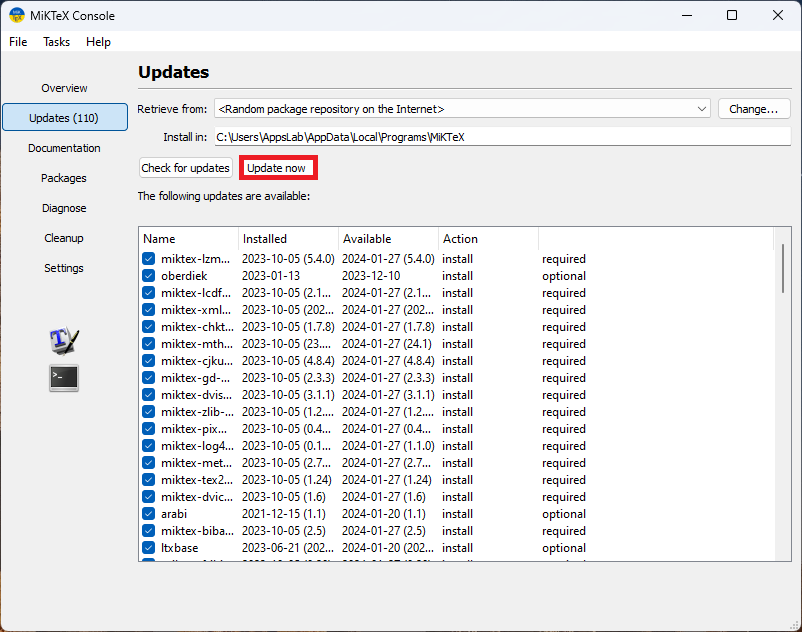 MiKTeX Console
File Tasks Help
Overview
Updates (110)
Documentation
Packages
Diagnose
Cleanup
Settings
Updates
Retrieve from: <Random package repository on the Internet> Change...
Install in: C:\Users\AppsLab\AppData\Local\Programs\MiKTeX
Check for updates Update now
The following updates are available:
Name Installed Available Action
miktex-lzm... 2023-10-05 (5.4.0) 2024-01-27 (5.4.0) install required
oberdiek 2023-01-13 2023-12-10 install optional
miktex-lcdf... 2023-10-05 (2.1... 2024-01-27 (2.1... install required
miktex-xml... 2023-10-05 (202... 2024-01-27 (202... install required
miktex-chkt... 2023-10-05 (1.7.8) 2024-01-27 (1.7.8) install required
miktex-mth... 2023-10-05 (23.... 2024-01-27 (24.1) install required
miktex-cjku... 2023-10-05 (4.8.4) 2024-01-27 (4.8.4) install required
miktex-gd-... 2023-10-05 (2.3.3) 2024-01-27 (2.3.3) install required
miktex-dvis... 2023-10-05 (3.1.1) 2024-01-27 (3.1.1) install required
miktex-zlib-... 2023-10-05 (1.2.... 2024-01-27 (1.2.... install required
miktex-pix... 2023-10-05 (0.4... 2024-01-27 (0.4... install required
miktex-log4... 2023-10-05 (0.1... 2024-01-27 (1.1.0) install required
miktex-met... 2023-10-05 (2.7... 2024-01-27 (2.7... install required
miktex-tex2... 2023-10-05 (1.24) 2024-01-27 (1.24) install required
miktex-dvic... 2023-10-05 (1.6) 2024-01-27 (1.6) install required
arabi 2021-12-15 (1.1) 2024-01-20 (1.1) install optional
miktex-biba... 2023-10-05 (2.5) 2024-01-27 (2.5) install required
ltxbase 2023-06-21 (202... 2024-01-20 (202... install optional